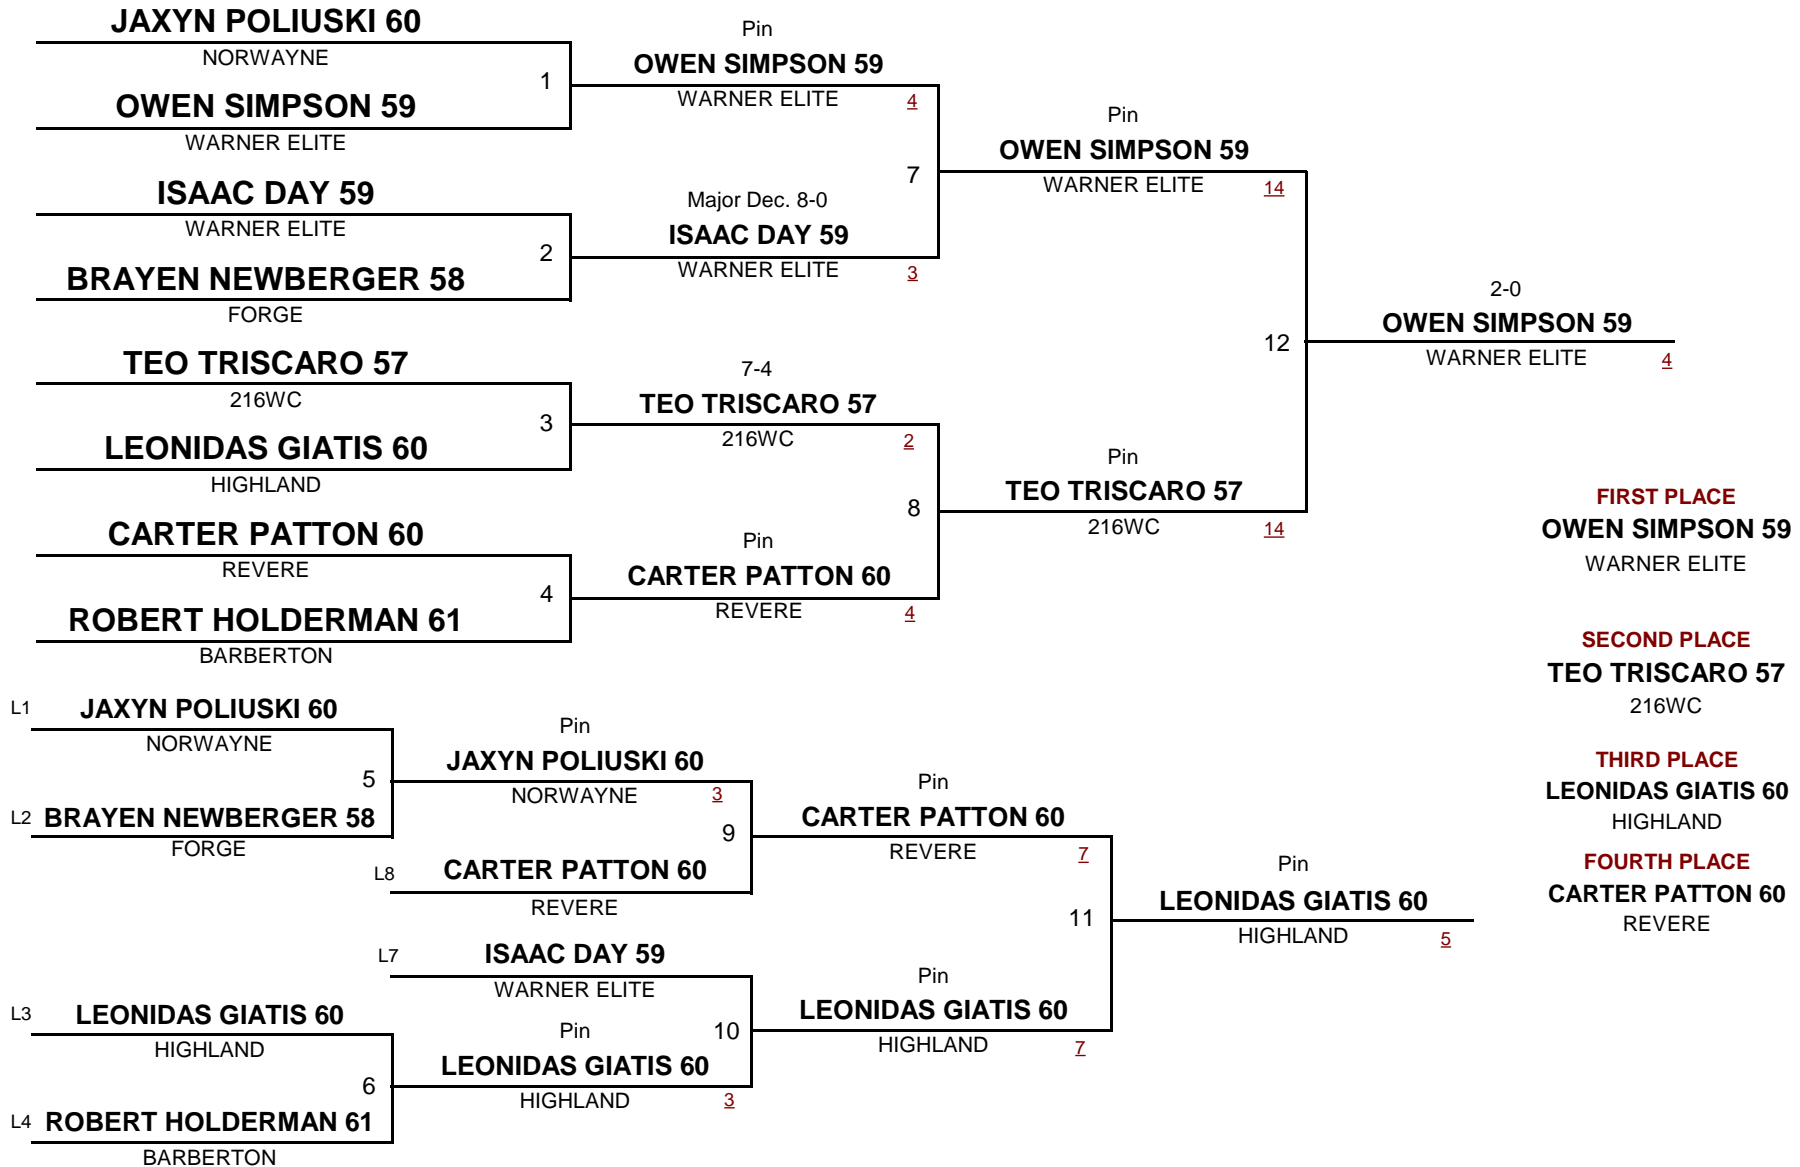 JAXYN POLIUSKI 60
NORWAYNE
1
OWEN SIMPSON 59
WARNER ELITE
Pin
OWEN SIMPSON 59
WARNER ELITE 4
ISAAC DAY 59
WARNER ELITE
2
BRAYEN NEWBERGER 58
FORGE
Major Dec. 8-0
ISAAC DAY 59
WARNER ELITE 3
7
Pin
OWEN SIMPSON 59
WARNER ELITE 14
TEO TRISCARO 57
216WC
3
LEONIDAS GIATIS 60
HIGHLAND
7-4
TEO TRISCARO 57
216WC 2
CARTER PATTON 60
REVERE
4
ROBERT HOLDERMAN 61
BARBERTON
Pin
CARTER PATTON 60
REVERE 4
8
Pin
TEO TRISCARO 57
216WC 14
12
2-0
OWEN SIMPSON 59
WARNER ELITE 4
FIRST PLACE
OWEN SIMPSON 59
WARNER ELITE
SECOND PLACE
TEO TRISCARO 57
216WC
THIRD PLACE
LEONIDAS GIATIS 60
HIGHLAND
FOURTH PLACE
CARTER PATTON 60
REVERE
L1 JAXYN POLIUSKI 60
NORWAYNE
5
L2 BRAYEN NEWBERGER 58
FORGE
Pin
JAXYN POLIUSKI 60
NORWAYNE 3
9
L8 CARTER PATTON 60
REVERE
Pin
CARTER PATTON 60
REVERE 7
L7 ISAAC DAY 59
WARNER ELITE
10
L3 LEONIDAS GIATIS 60
HIGHLAND
6
L4 ROBERT HOLDERMAN 61
BARBERTON
Pin
LEONIDAS GIATIS 60
HIGHLAND 3
Pin
LEONIDAS GIATIS 60
HIGHLAND 7
11
Pin
LEONIDAS GIATIS 60
HIGHLAND 5